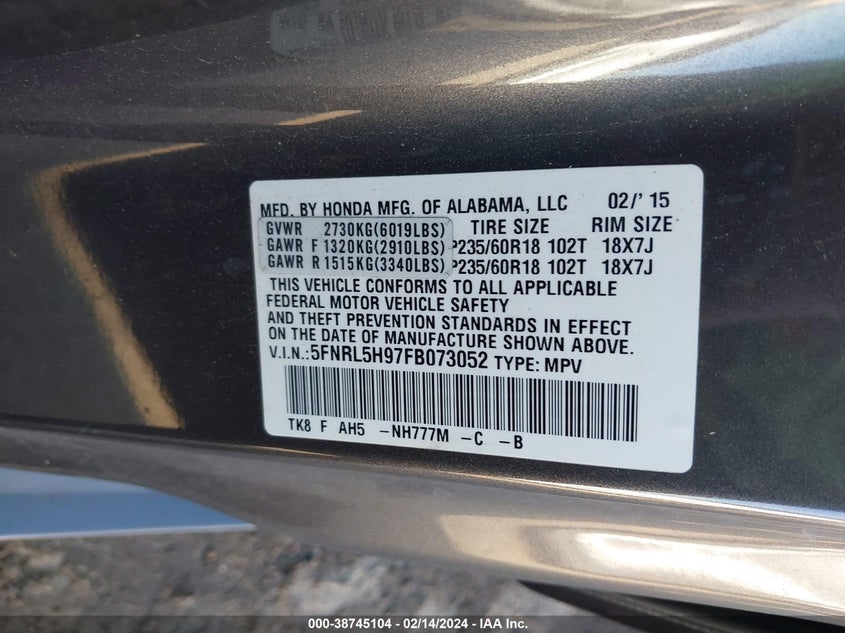 MFD. BY HONDA MFG. OF ALABAMA, LLC 02/'15
GVWR 2730KG(6019LBS) TIRE SIZE RIM SIZE
GAWR F 1320KG(2910LBS) P235/60R18 102T 18X7J
GAWR R 1515KG(3340LBS) P235/60R18 102T 18X7J
THIS VEHICLE CONFORMS TO ALL APPLICABLE
FEDERAL MOTOR VEHICLE SAFETY
AND THEFT PREVENTION STANDARDS IN EFFECT
ON THE DATE OF MANUFACTURE SHOWN ABOVE.
V.I.N.:5FNRL5H97FB073052 TYPE: MPV
TK8 F AH5 -NH777M -C -B
000-38745104 - 02/14/2024 - IAA Inc.